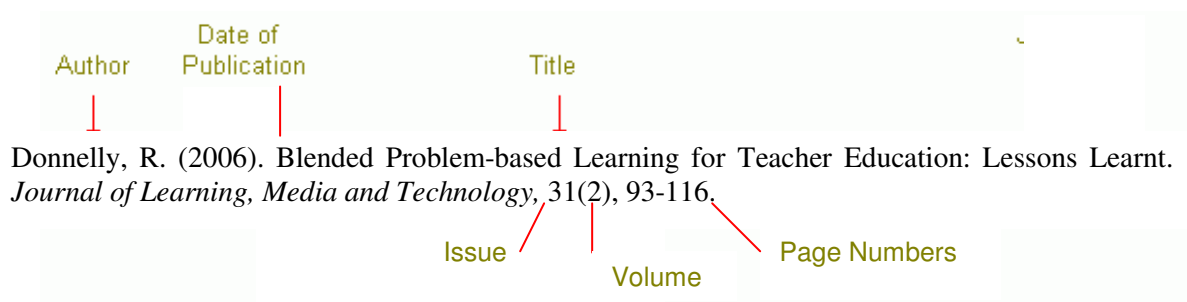 Date of
Author Publication Title
Donnelly, R. (2006). Blended Problem-based Learning for Teacher Education: Lessons Learnt.
Journal of Learning, Media and Technology, 31(2), 93-116.
Issue Page Numbers
Volume